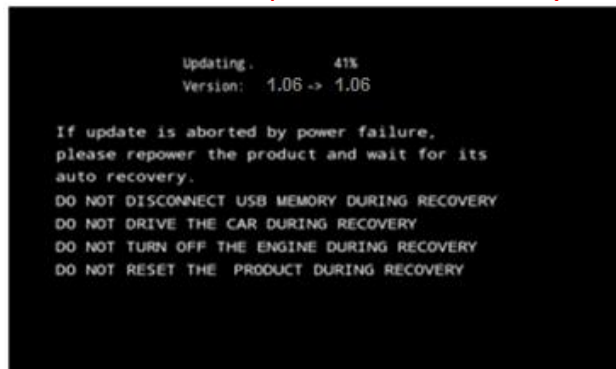 Updating. 41%
Version: 1.06 -> 1.06
If update is aborted by power failure,
please repower the product and wait for its
auto recovery.
DO NOT DISCONNECT USB MEMORY DURING RECOVERY
DO NOT DRIVE THE CAR DURING RECOVERY
DO NOT TURN OFF THE ENGINE DURING RECOVERY
DO NOT RESET THE PRODUCT DURING RECOVERY